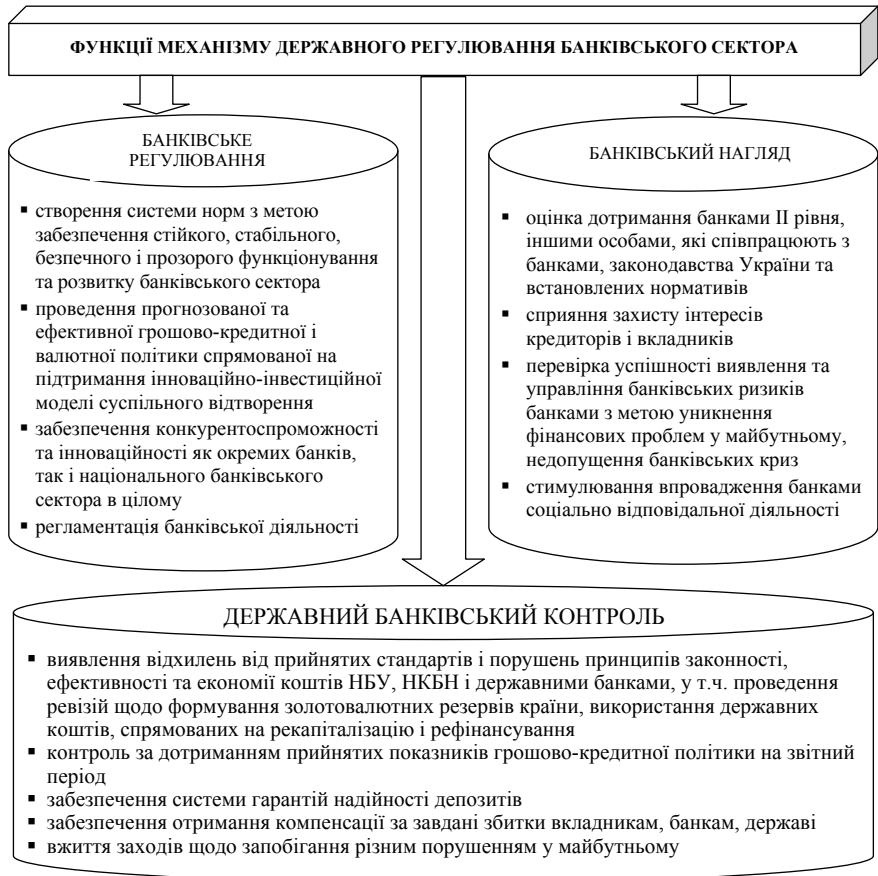 ФУНКЦІЇ МЕХАНІЗМУ ДЕРЖАВНОГО РЕГУЛЮВАННЯ БАНКІВСЬКОГО СЕКТОРА
БАНКІВСЬКЕ
РЕГУЛЮВАННЯ
▪ створення системи норм з метою
забезпечення стійкого, стабільного,
безпечного і прозорого функціонування
та розвитку банківського сектора
▪ проведення прогнозованої та
ефективної грошово-кредитної і
валютної політики спрямованої на
підтримання інноваційно-інвестиційної
моделі суспільного відтворення
▪ забезпечення конкурентоспроможності
та інноваційності як окремих банків,
так і національного банківського
сектора в цілому
▪ регламентація банківської діяльності
БАНКІВСЬКИЙ НАГЛЯД
▪ оцінка дотримання банками ІІ рівня,
іншими особами, які співпрацюють з
банками, законодавства України та
встановлених нормативів
▪ сприяння захисту інтересів
кредиторів і вкладників
▪ перевірка успішності виявлення та
управління банківських ризиків
банками з метою уникнення
фінансових проблем у майбутньому,
недопущення банківських криз
▪ стимулювання впровадження банками
соціально відповідальної діяльності
ДЕРЖАВНИЙ БАНКІВСЬКИЙ КОНТРОЛЬ
▪ виявлення відхилень від прийнятих стандартів і порушень принципів законності,
ефективності та економії коштів НБУ, НКБН і державними банками, у т.ч. проведення
ревізій щодо формування золотовалютних резервів країни, використання державних
коштів, спрямованих на рекапіталізацію і рефінансування
▪ контроль за дотриманням прийнятих показників грошово-кредитної політики на звітний
період
▪ забезпечення системи гарантій надійності депозитів
▪ забезпечення отримання компенсації за завдані збитки вкладникам, банкам, державі
▪ вжиття заходів щодо запобігання різним порушенням у майбутньому